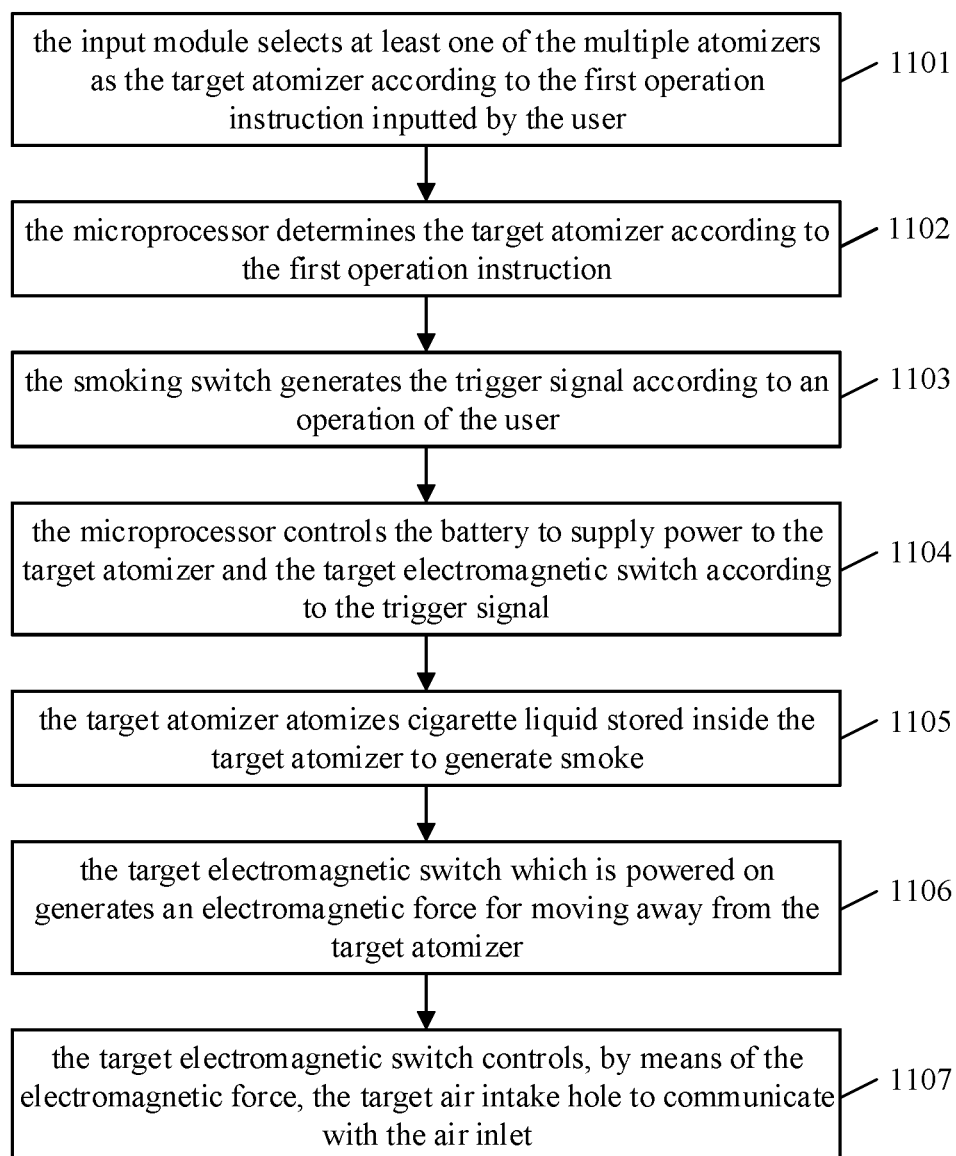 the input module selects at least one of the multiple atomizers
as the target atomizer according to the first operation
instruction inputted by the user
1101
the microprocessor determines the target atomizer according to
the first operation instruction
1102
the smoking switch generates the trigger signal according to an
operation of the user
1103
the microprocessor controls the battery to supply power to the
target atomizer and the target electromagnetic switch according
to the trigger signal
1104
the target atomizer atomizes cigarette liquid stored inside the
target atomizer to generate smoke
1105
the target electromagnetic switch which is powered on
generates an electromagnetic force for moving away from the
target atomizer
1106
the target electromagnetic switch controls, by means of the
electromagnetic force, the target air intake hole to communicate
with the air inlet
1107